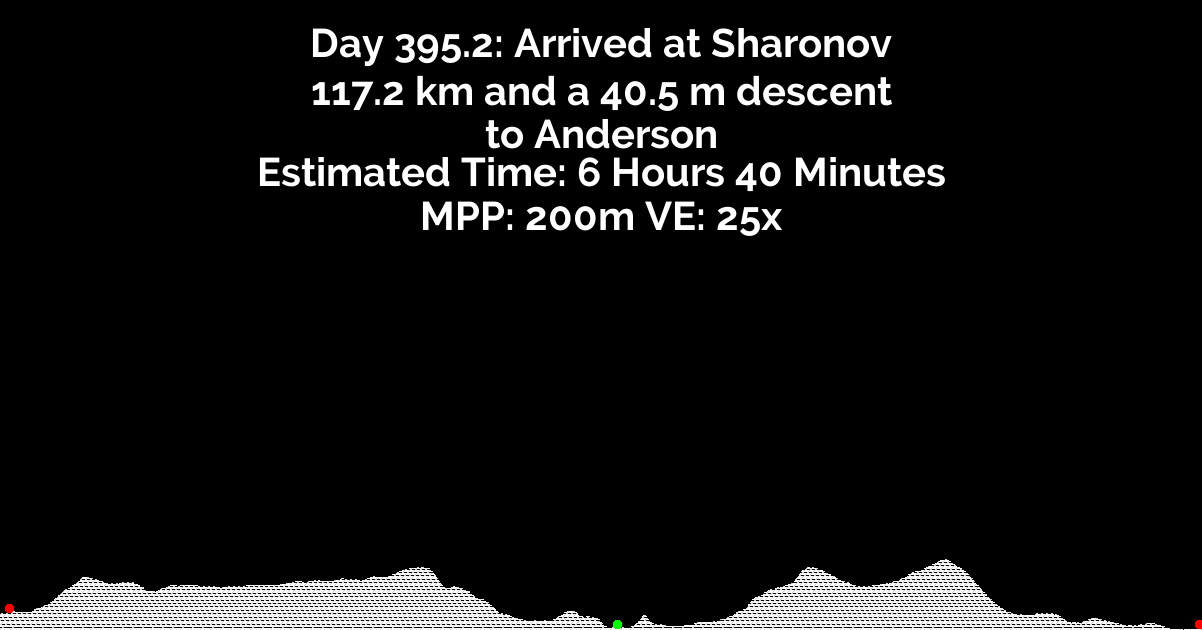 Day 395.2: Arrived at Sharonov
117.2 km and a 40.5 m descent
to Anderson
Estimated Time: 6 Hours 40 Minutes
MPP: 200m VE: 25x